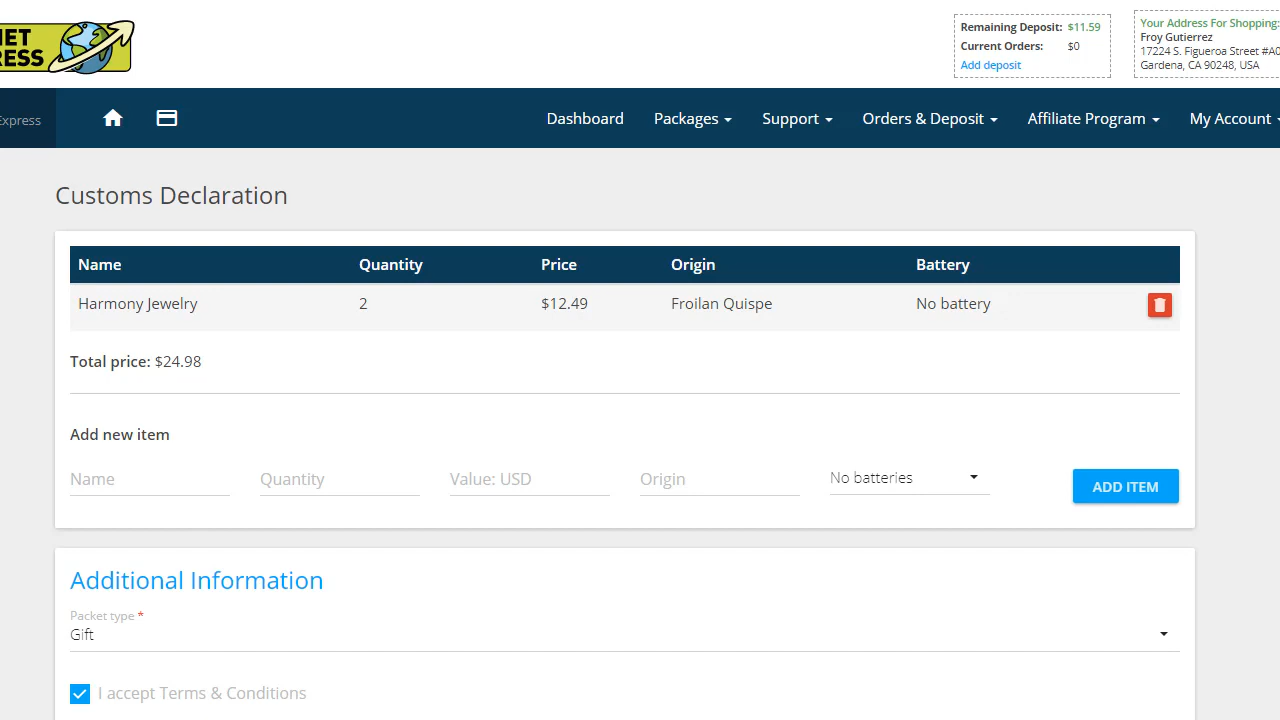 NET
RESS
Remaining Deposit: $11.59
Current Orders: $0
Add deposit
Your Address For Shopping:
Froy Gutierrez
17224 S. Figueroa Street #A0
Gardena, CA 90248, USA
Express
Dashboard Packages Support Orders & Deposit Affiliate Program My Account
Customs Declaration
Name Quantity Price Origin Battery
Harmony Jewelry 2 $12.49 Froilan Quispe No battery
Total price: $24.98
Add new item
Name Quantity Value: USD Origin No batteries ADD ITEM
Additional Information
Packet type *
Gift
I accept Terms & Conditions